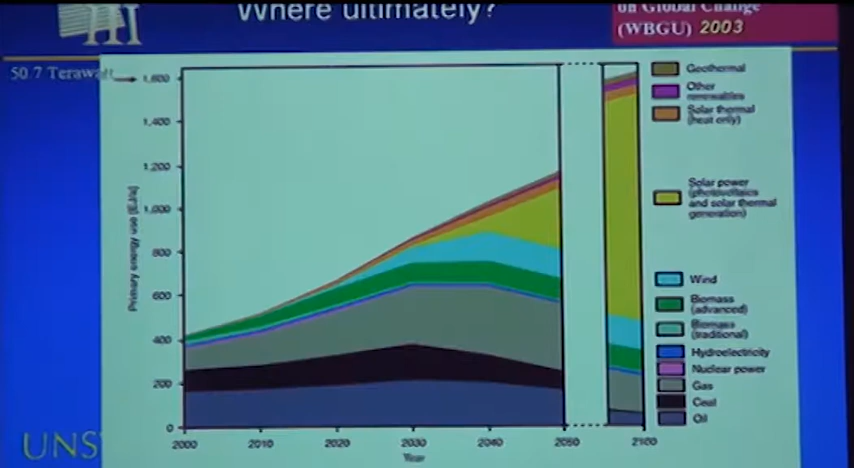 Where ultimately?
on Global Change
(WBGU) 2003
50.7 Terawatt
1,600
1,400
1,200
1,000
800
600
400
200
0
Primary energy use [EJ/a]
2000
2010
2020
2030
2040
2050
2100
Year
Geothermal
Other
renewables
Solar thermal
(heat only)
Solar power
(photovoltaics
and solar thermal
generation)
Wind
Biomass
(advanced)
Biomass
(traditional)
Hydroelectricity
Nuclear power
Gas
Coal
Oil
UNS